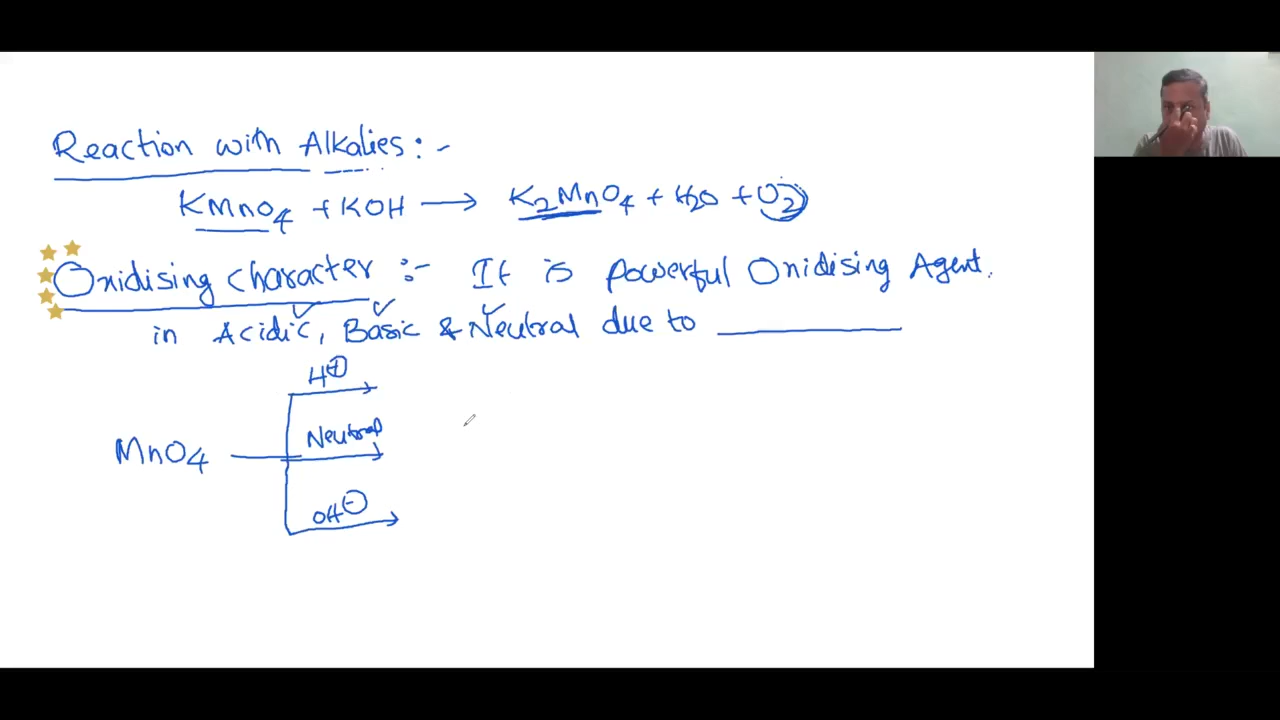 Reaction with Alkalies:-
KMnO4 + KOH → K2MnO4 + H2O + O2
Oxidising character :- It is powerful Oxidising Agent.
in Acidic, Basic & Neutral due to __________
H⊕
Neutral
MnO4
OH⊖